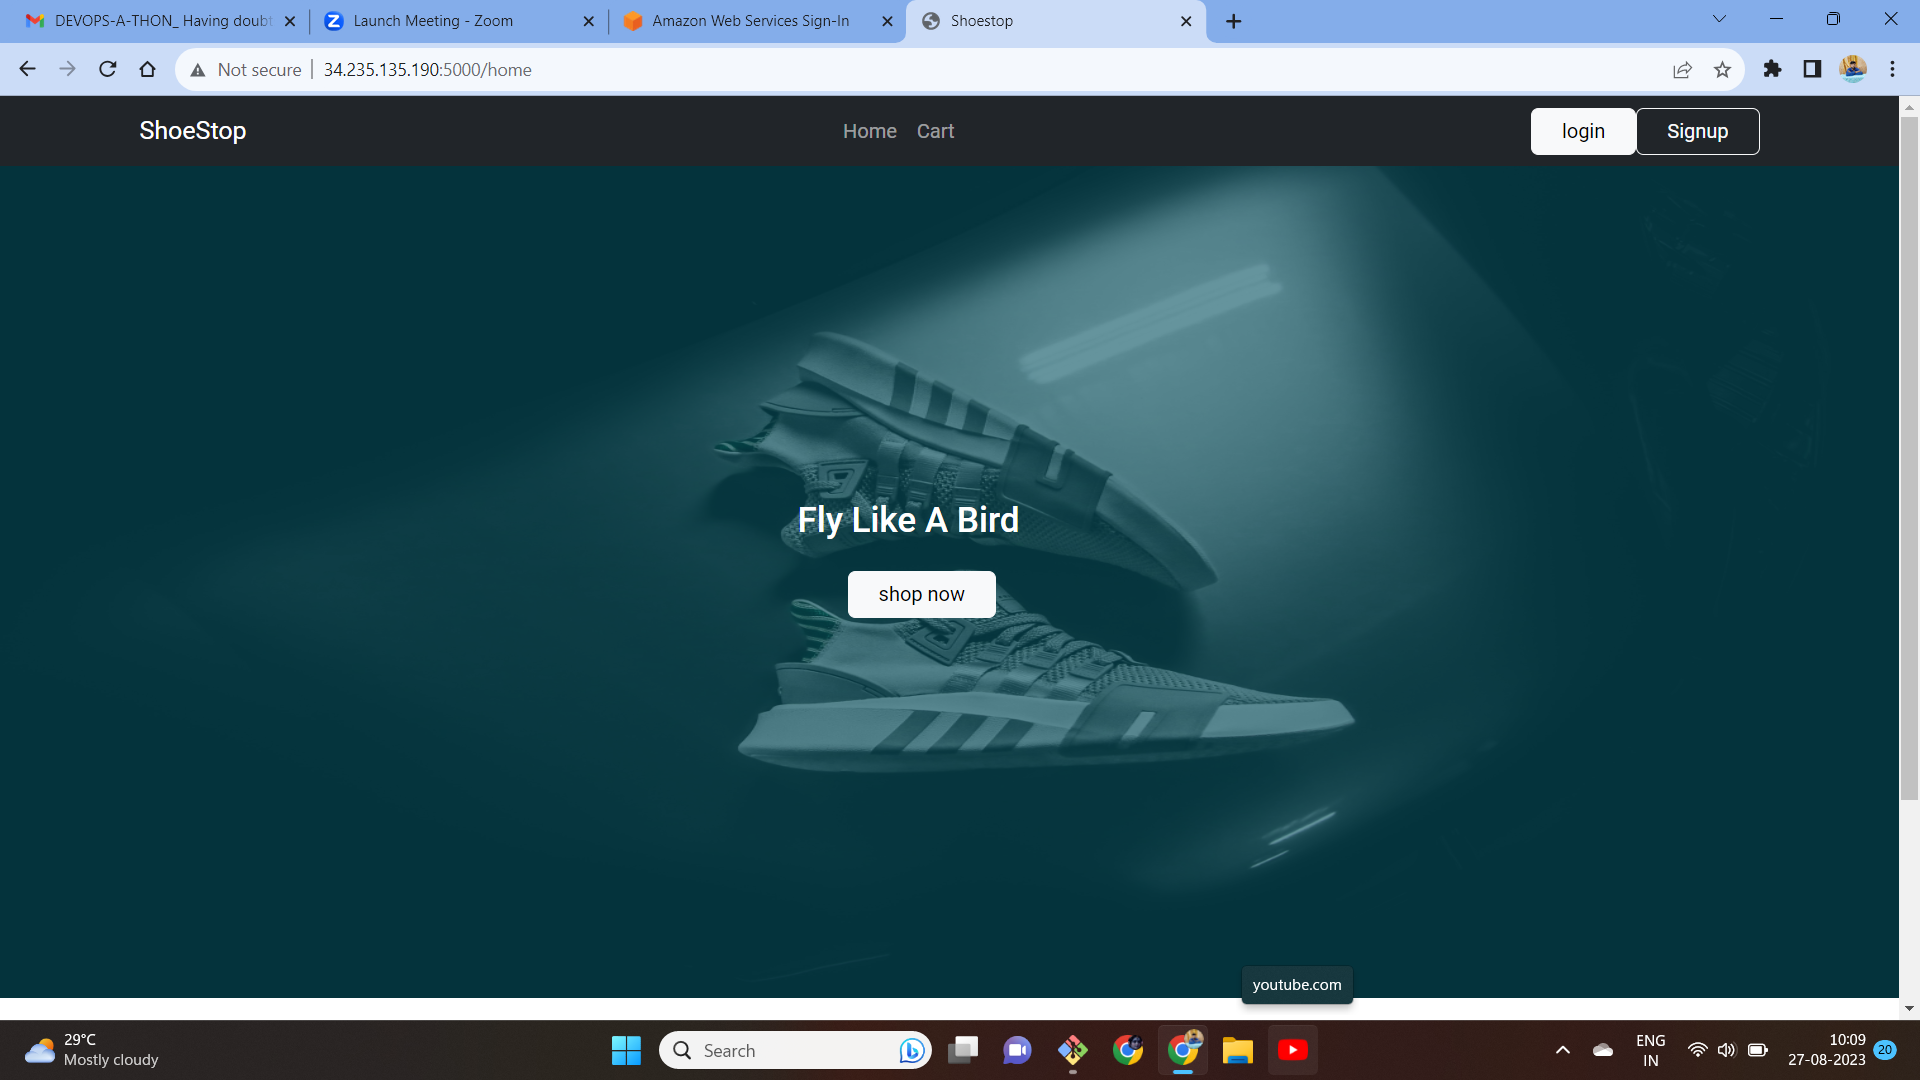 DEVOPS-A-THON_ Having doubt
Launch Meeting - Zoom
Amazon Web Services Sign-In
Shoestop
Not secure
34.235.135.190:5000/home
ShoeStop
Home
Cart
login
Signup
Fly Like A Bird
shop now
youtube.com
29°C
Mostly cloudy
Search
ENG
IN
10:09
27-08-2023
20